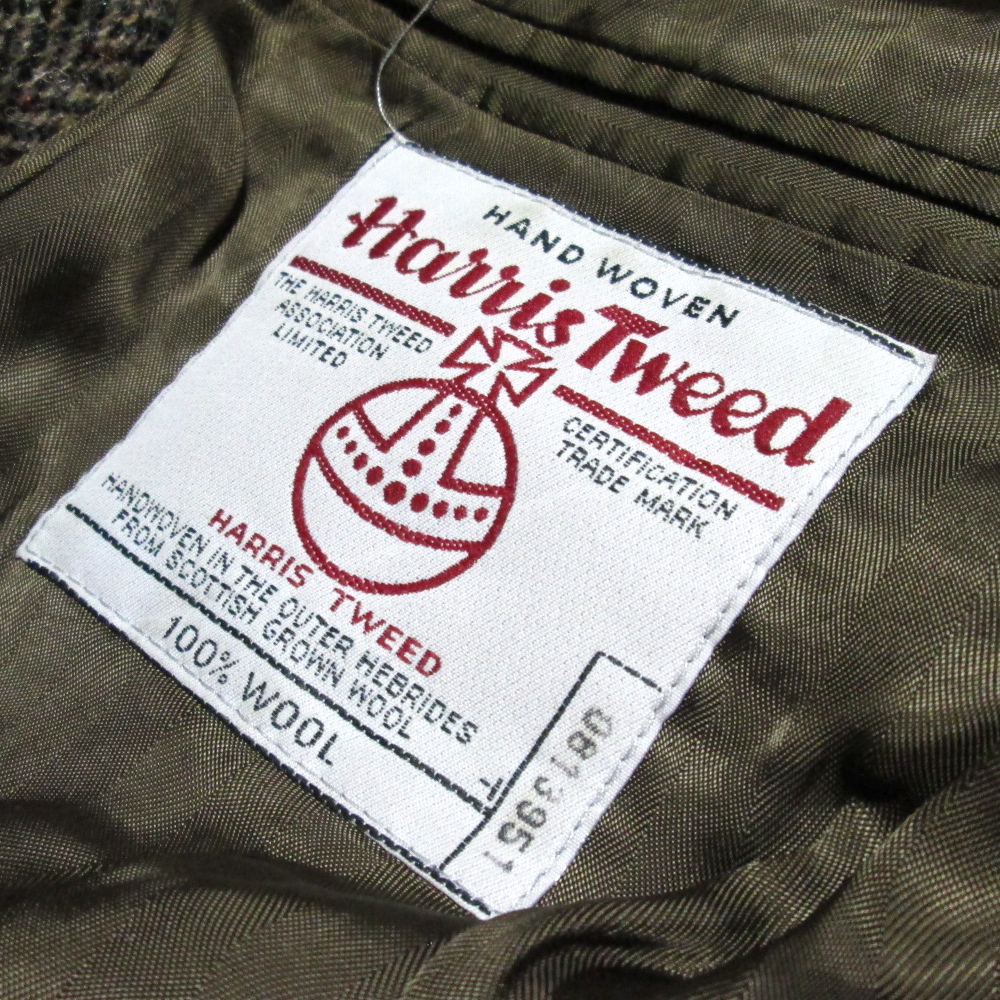 HAND WOVEN
Harris Tweed
THE HARRIS TWEED
ASSOCIATION
LIMITED
CERTIFICATION
TRADE MARK
HARRIS TWEED
HANDWOVEN IN THE OUTER HEBRIDES
FROM SCOTTISH GROWN WOOL
100% WOOL
0813951